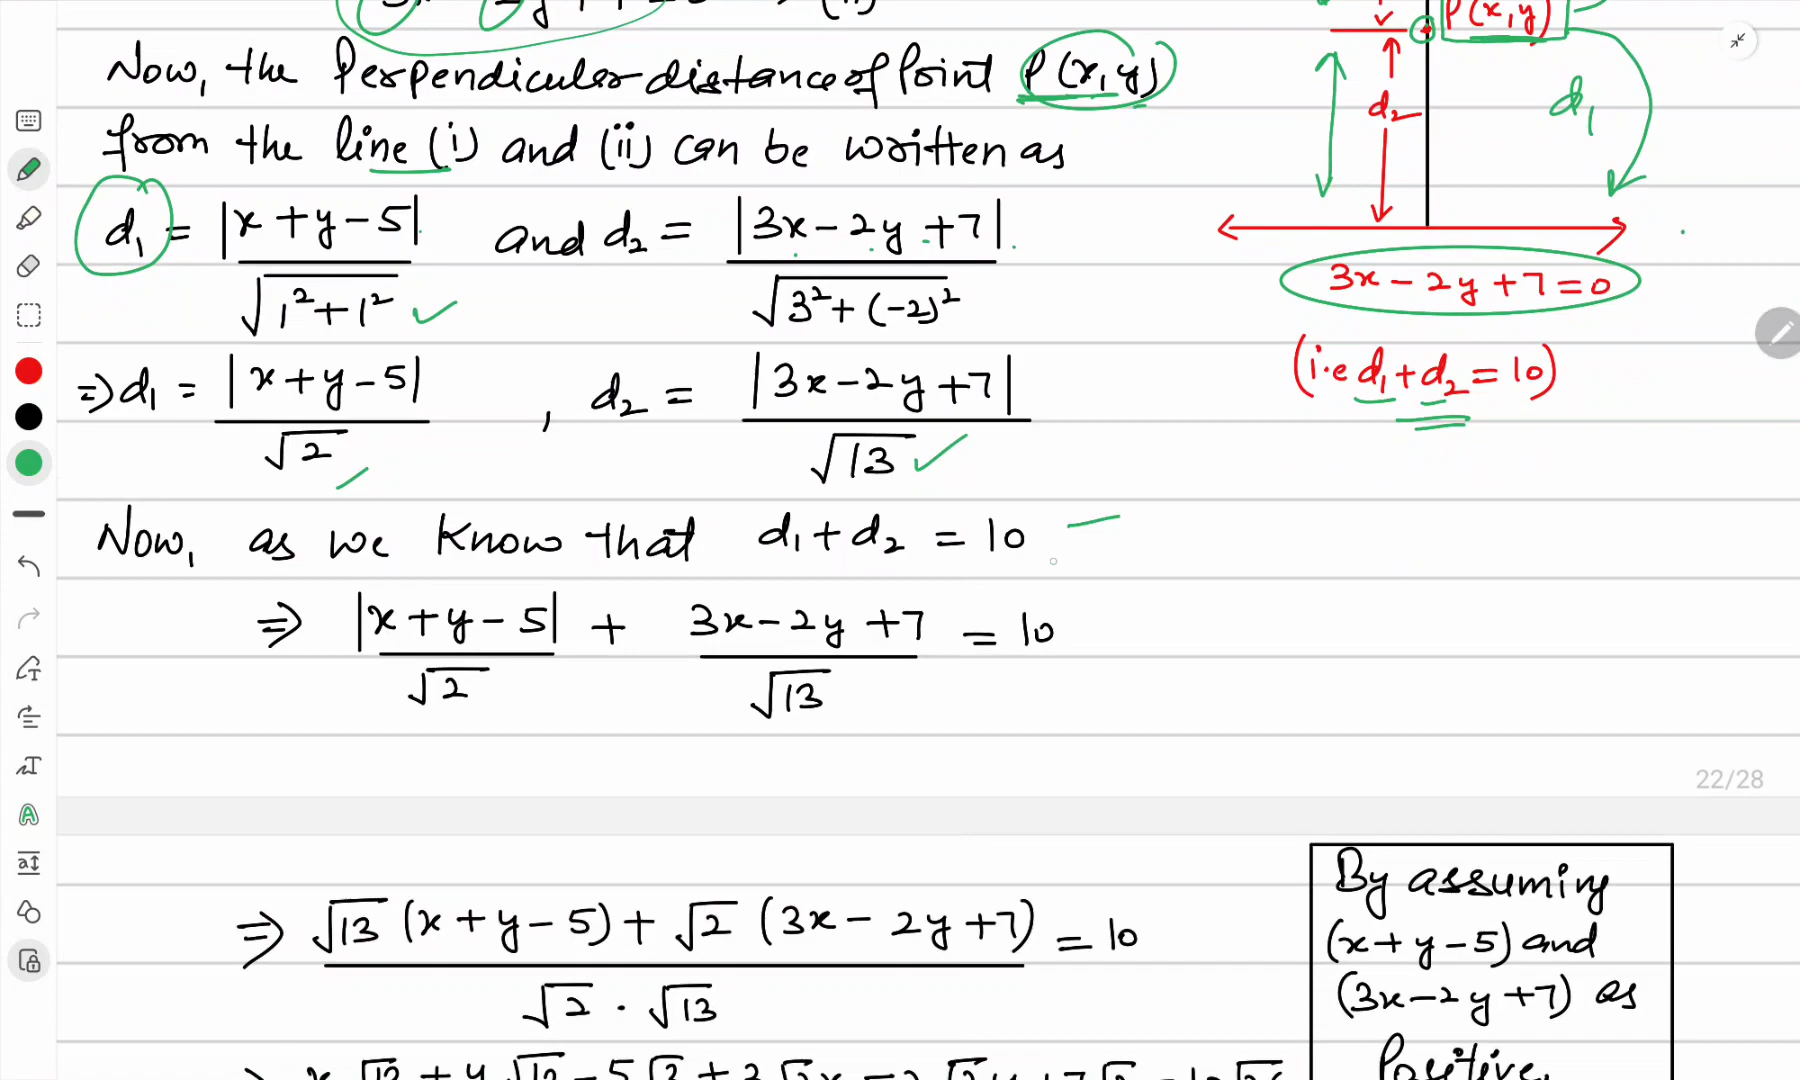 Now, the Perpendicular distance of Point P(x,y)
from the line (i) and (ii) can be written as
d₁ = |x+y-5| / √(1²+1²) and d₂ = |3x-2y+7| / √(3²+(-2)²)
⇒ d₁ = |x+y-5| / √2 , d₂ = |3x-2y+7| / √13
Now, as we know that d₁+d₂ = 10
⇒ |x+y-5| / √2 + 3x-2y+7 / √13 = 10
P(x,y)
d₂
d₁
3x-2y+7=0
(i.e d₁+d₂=10)
22/28
⇒ √13 (x+y-5) + √2 (3x-2y+7) / √2 · √13 = 10
By assuming
(x+y-5) and
(3x-2y+7) as
Positive.